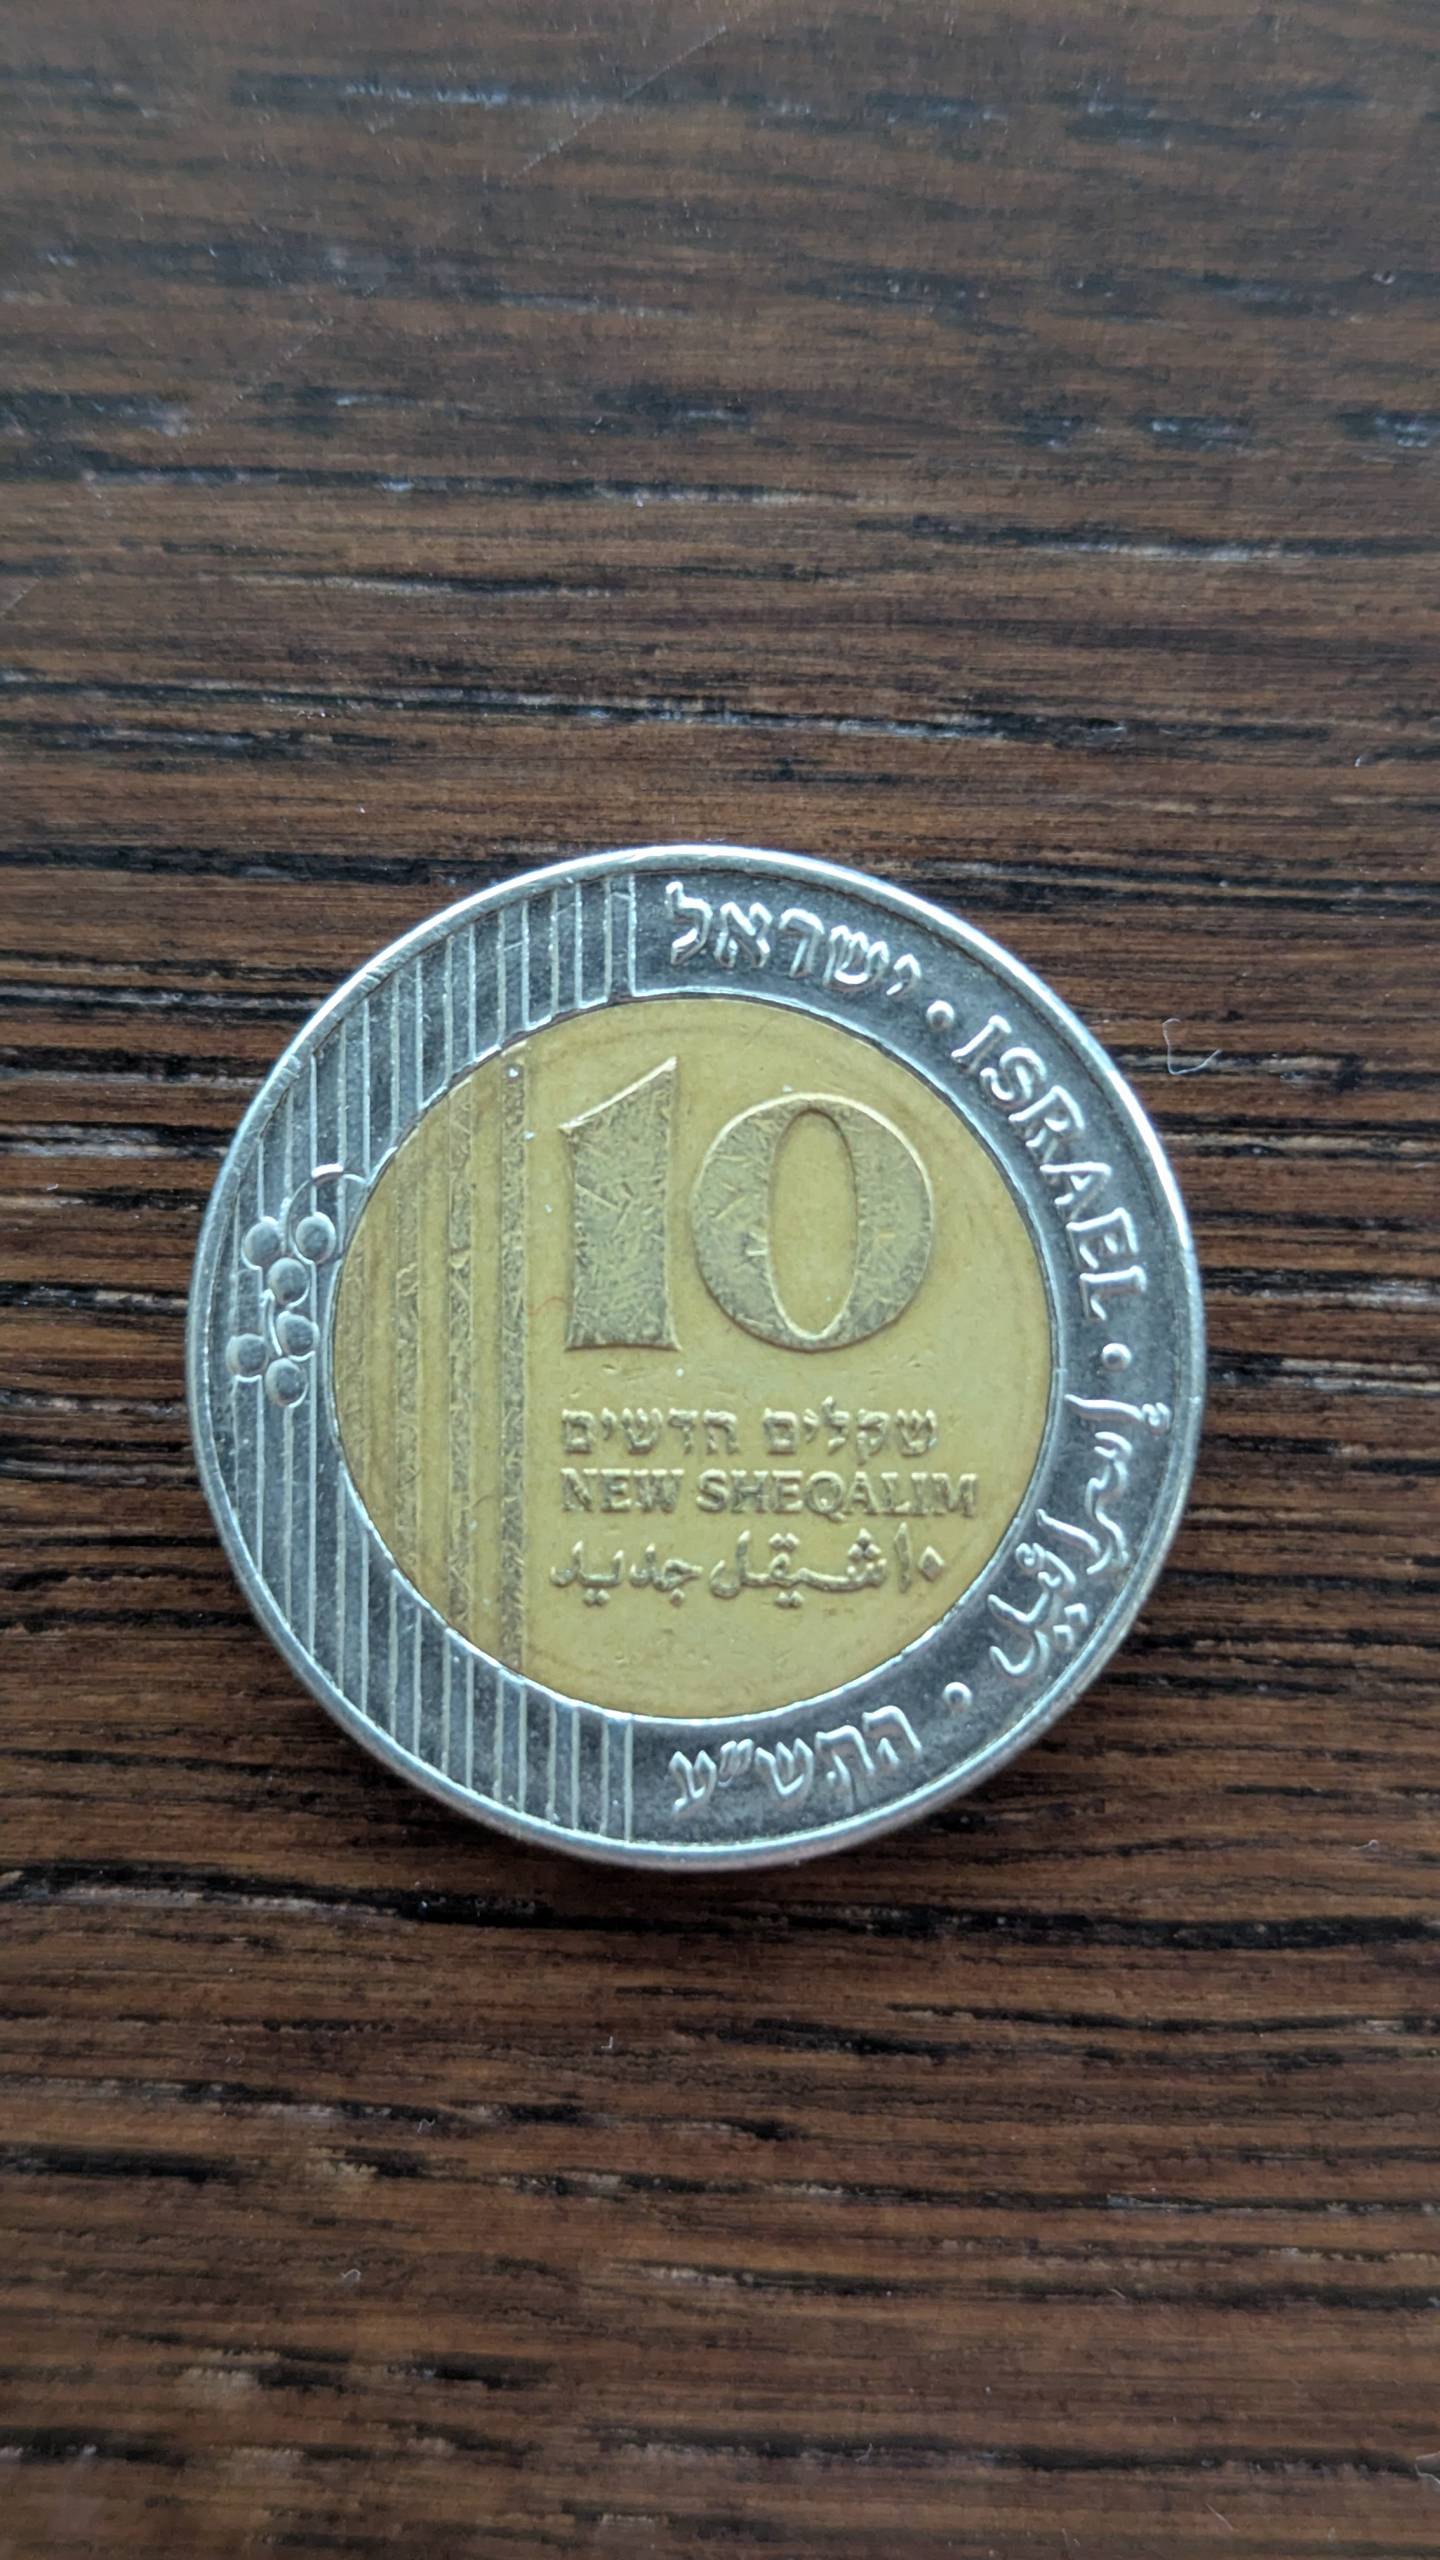 ישראל • ISRAEL • إسرائيل • התש״ע
10
שקלים חדשים
NEW SHEQALIM
١٠ شيقل جديد